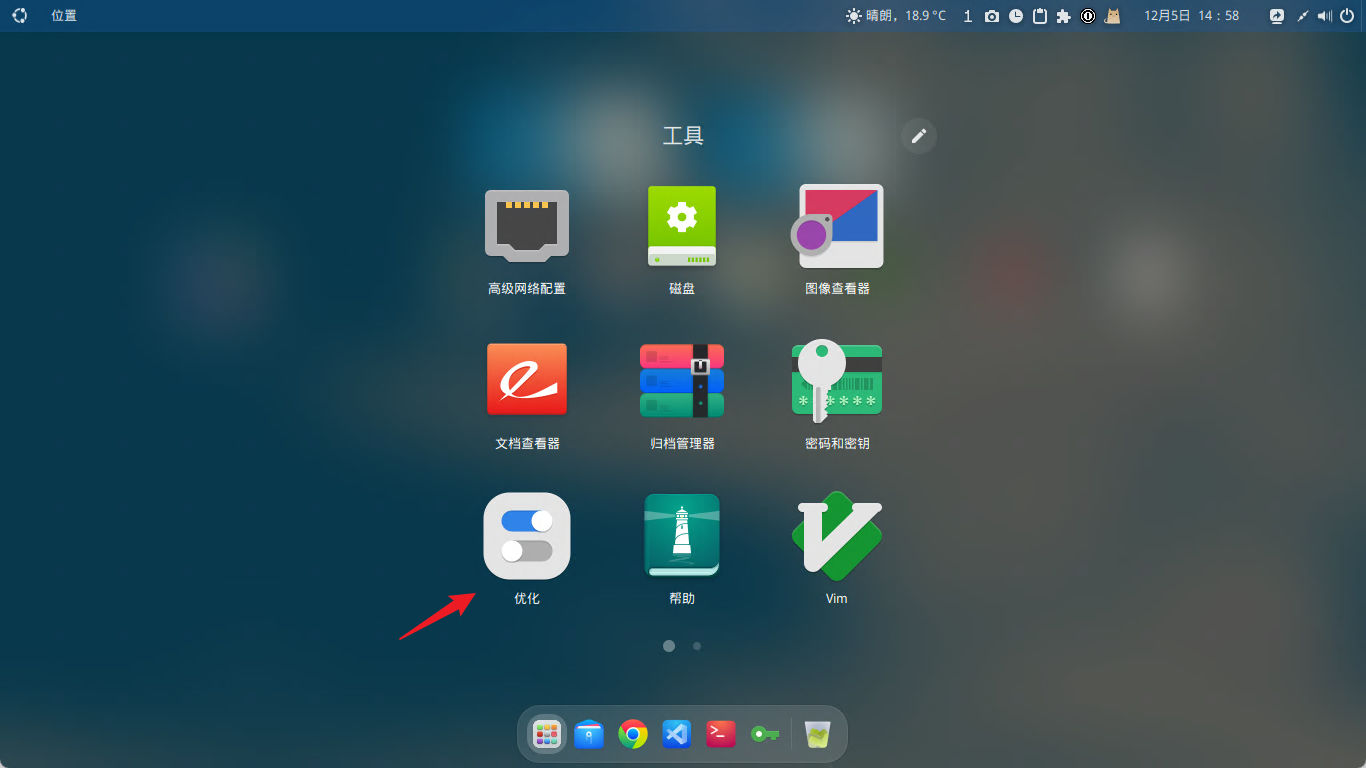 位置
晴朗，18.9 °C
1
12月5日 14：58
工具
高级网络配置
磁盘
图像查看器
文档查看器
归档管理器
密码和密钥
优化
帮助
Vim